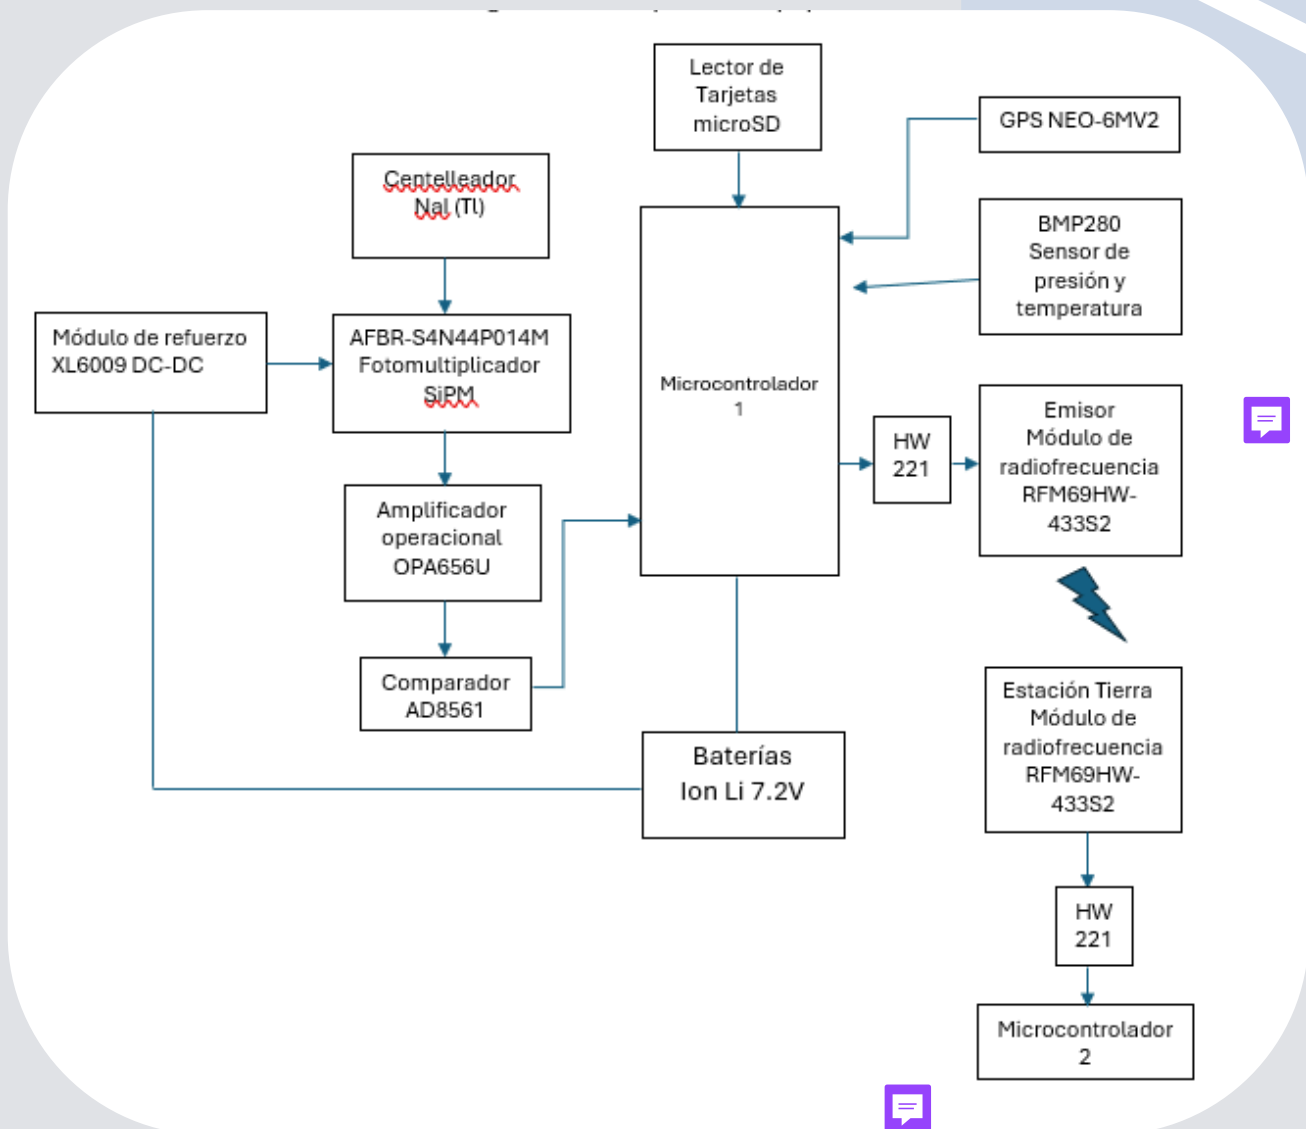 Lector de
Tarjetas
microSD
GPS NEO-6MV2
Centelleador
NaI (Tl)
BMP280
Sensor de
presión y
temperatura
Módulo de refuerzo
XL6009 DC-DC
AFBR-S4N44P014M
Fotomultiplicador
SiPM
Microcontrolador
1
HW
221
Emisor
Módulo de
radiofrecuencia
RFM69HW-
433S2
Amplificador
operacional
OPA656U
Comparador
AD8561
Baterías
Ion Li 7.2V
Estación Tierra
Módulo de
radiofrecuencia
RFM69HW-
433S2
HW
221
Microcontrolador
2